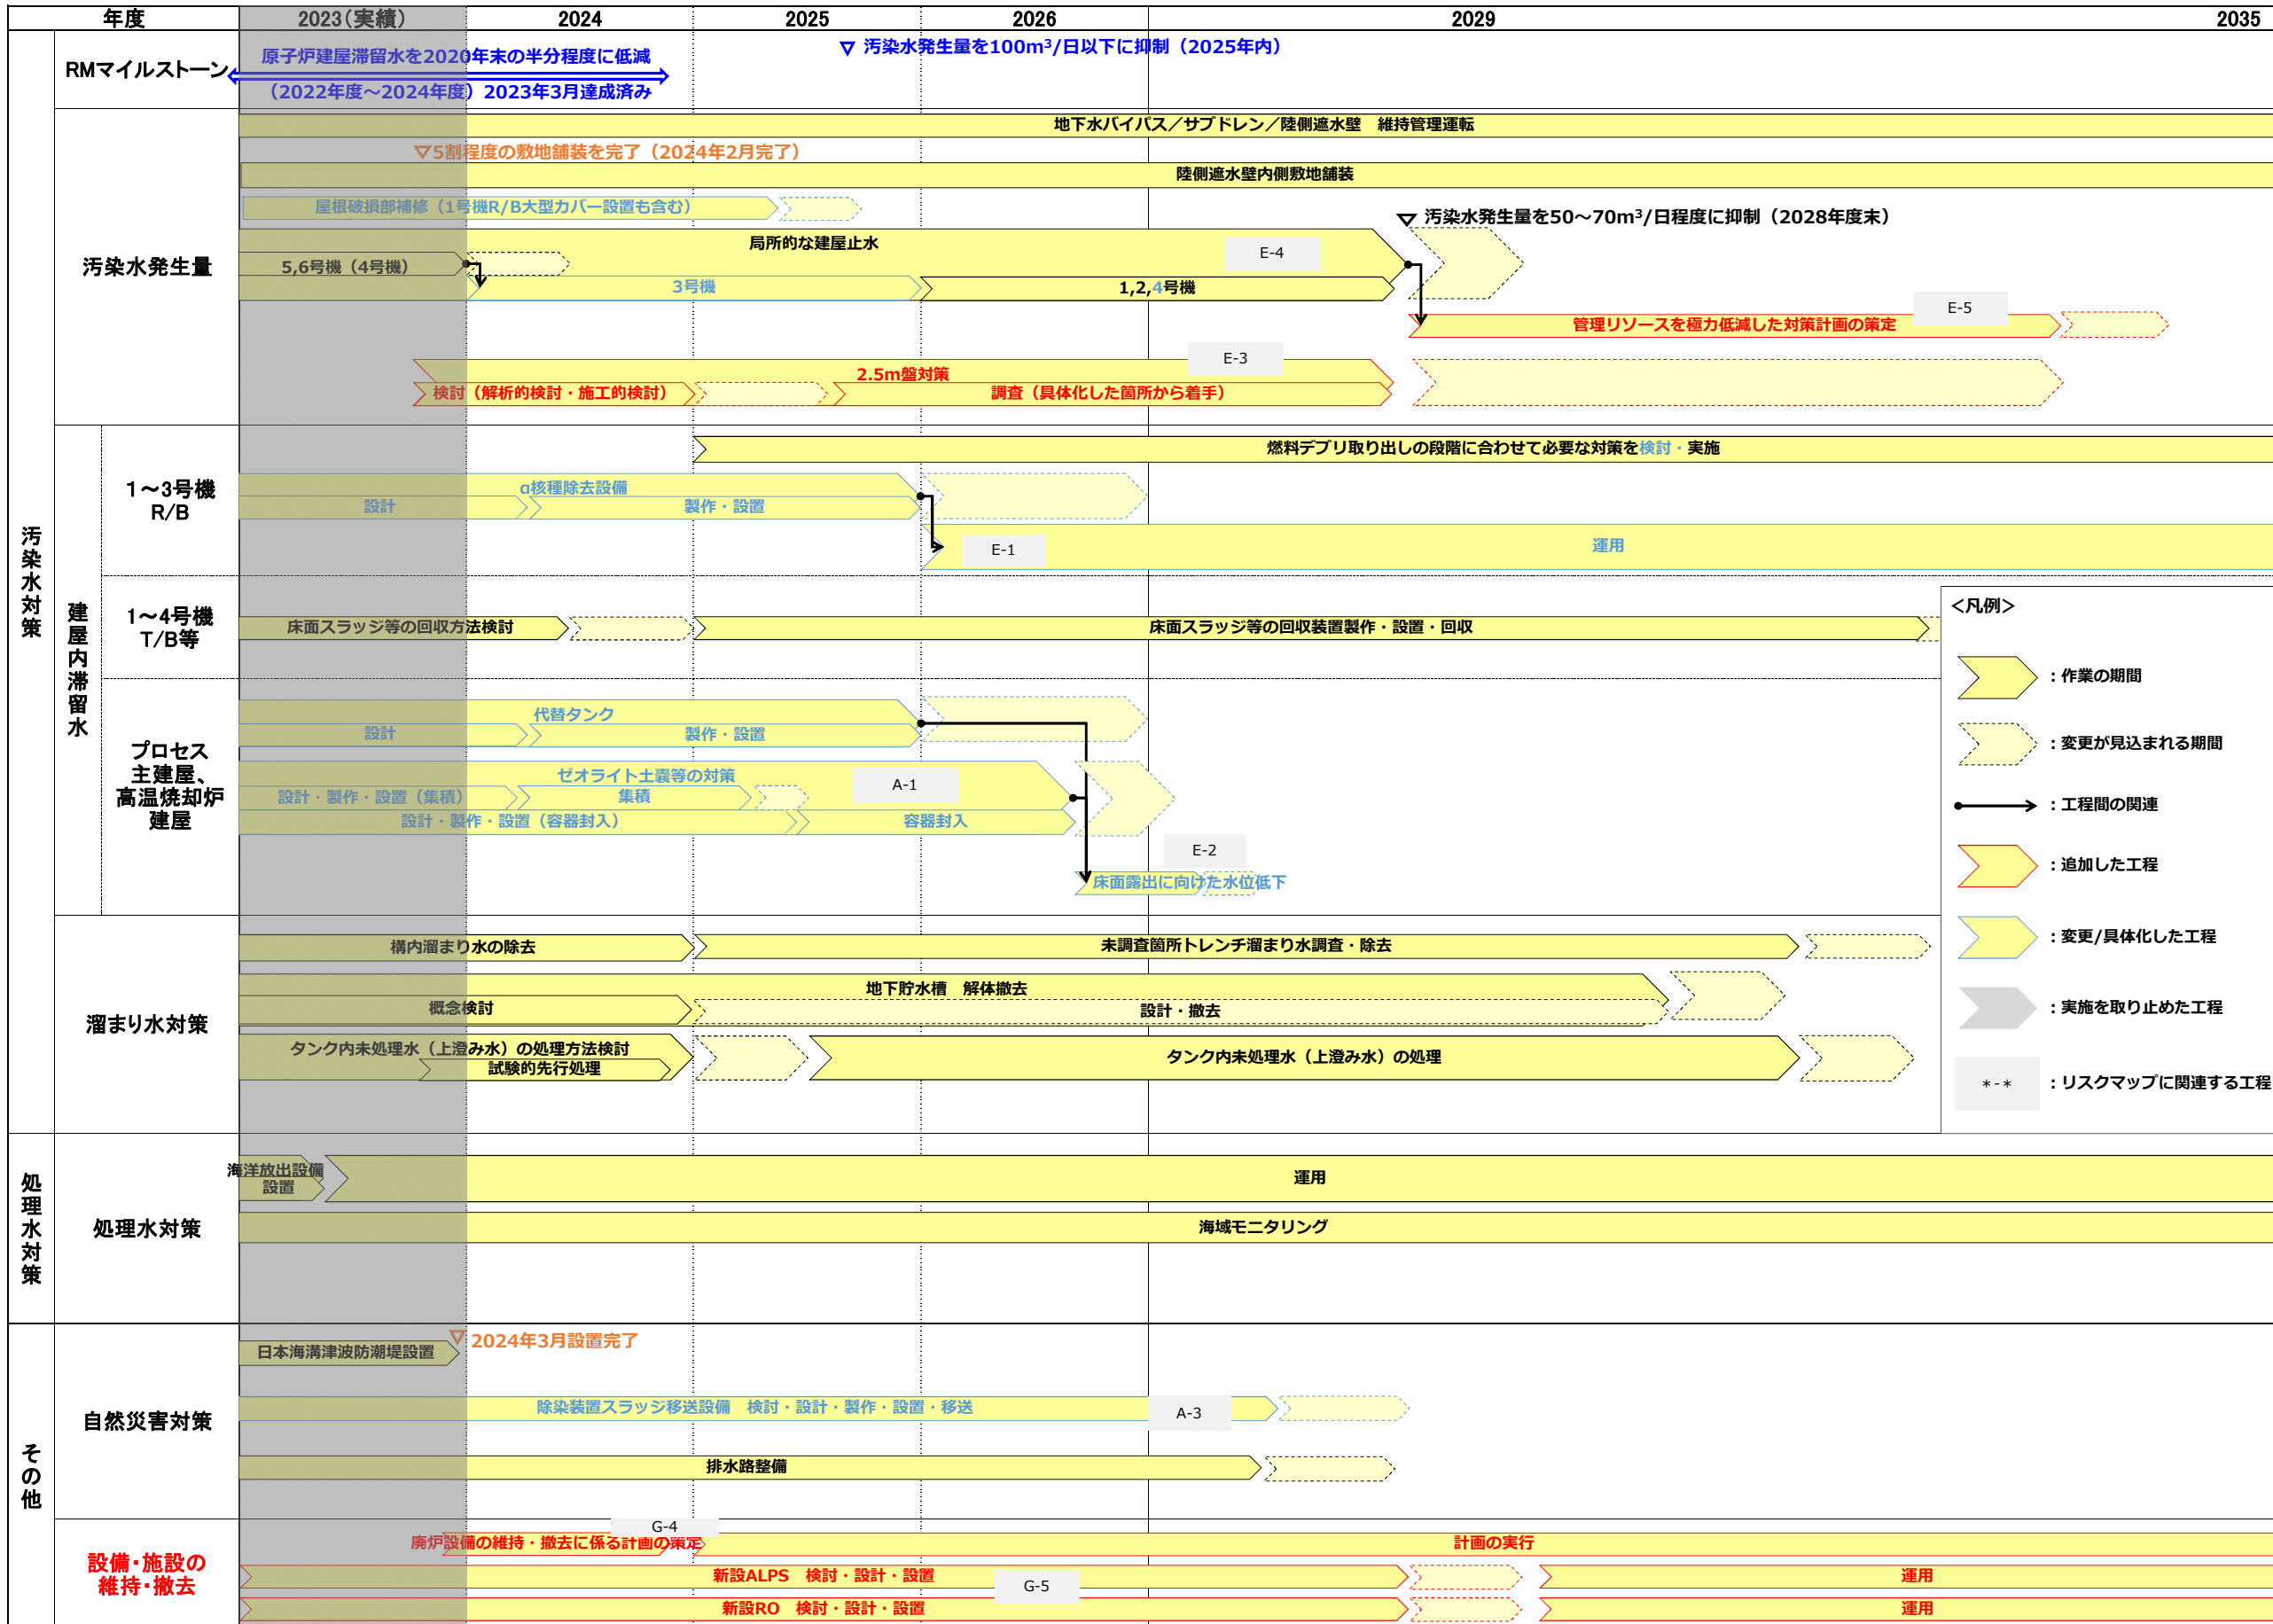 年度
2023(実績)
2024
2025
2026
2029
2035
汚染水対策
RMマイルストーン
原子炉建屋滞留水を2020年末の半分程度に低減
(2022年度～2024年度) 2023年3月達成済み
▽ 汚染水発生量を100m³/日以下に抑制(2025年内)
汚染水発生量
地下水バイパス／サブドレン／陸側遮水壁　維持管理運転
▽5割程度の敷地舗装を完了(2024年2月完了)
陸側遮水壁内側敷地舗装
屋根破損部補修(1号機R/B大型カバー設置も含む)
▽ 汚染水発生量を50～70m³/日程度に抑制(2028年度末)
局所的な建屋止水
E-4
5,6号機(4号機)
3号機
1,2,4号機
E-5
管理リソースを極力低減した対策計画の策定
E-3
2.5m盤対策
検討(解析的検討・施工的検討)
調査(具体化した箇所から着手)
建屋内滞留水
1～3号機
R/B
燃料デブリ取り出しの段階に合わせて必要な対策を検討・実施
α核種除去設備
設計
製作・設置
E-1
運用
1～4号機
T/B等
床面スラッジ等の回収方法検討
床面スラッジ等の回収装置製作・設置・回収
プロセス
主建屋、
高温焼却炉
建屋
代替タンク
設計
製作・設置
ゼオライト土嚢等の対策
A-1
設計・製作・設置(集積)
集積
設計・製作・設置(容器封入)
容器封入
E-2
床面露出に向けた水位低下
溜まり水対策
構内溜まり水の除去
未調査箇所トレンチ溜まり水調査・除去
地下貯水槽　解体撤去
概念検討
設計・撤去
タンク内未処理水(上澄み水)の処理方法検討
試験的先行処理
タンク内未処理水(上澄み水)の処理
<凡例>
：作業の期間
：変更が見込まれる期間
：工程間の関連
：追加した工程
：変更/具体化した工程
：実施を取り止めた工程
*-*
：リスクマップに関連する工程
処理水対策
処理水対策
海洋放出設備
設置
運用
海域モニタリング
その他
自然災害対策
▽ 2024年3月設置完了
日本海溝津波防潮堤設置
除染装置スラッジ移送設備　検討・設計・製作・設置・移送
A-3
排水路整備
設備・施設の
維持・撤去
G-4
廃炉設備の維持・撤去に係る計画の策定
計画の実行
新設ALPS　検討・設計・設置
G-5
運用
新設RO　検討・設計・設置
運用